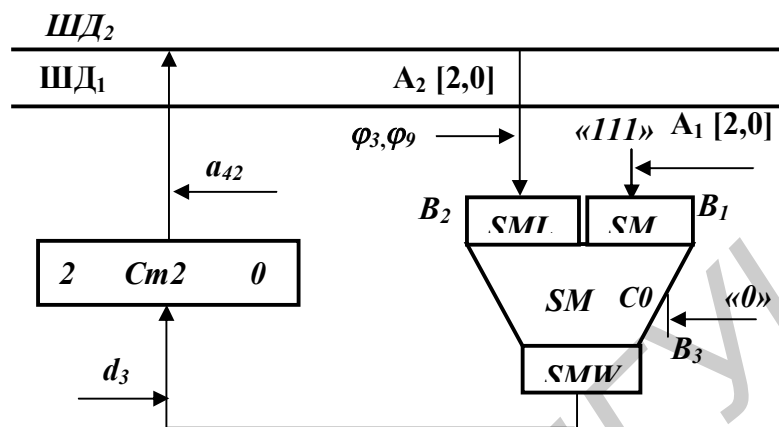 ШД₂
ШД₁ A₂ [2,0]
φ₃,φ₉ «111» A₁ [2,0]
a₄₂
B₂ SML SM B₁
2 Cm2 0
SM C0 «0»
B₃
d₃ SMW